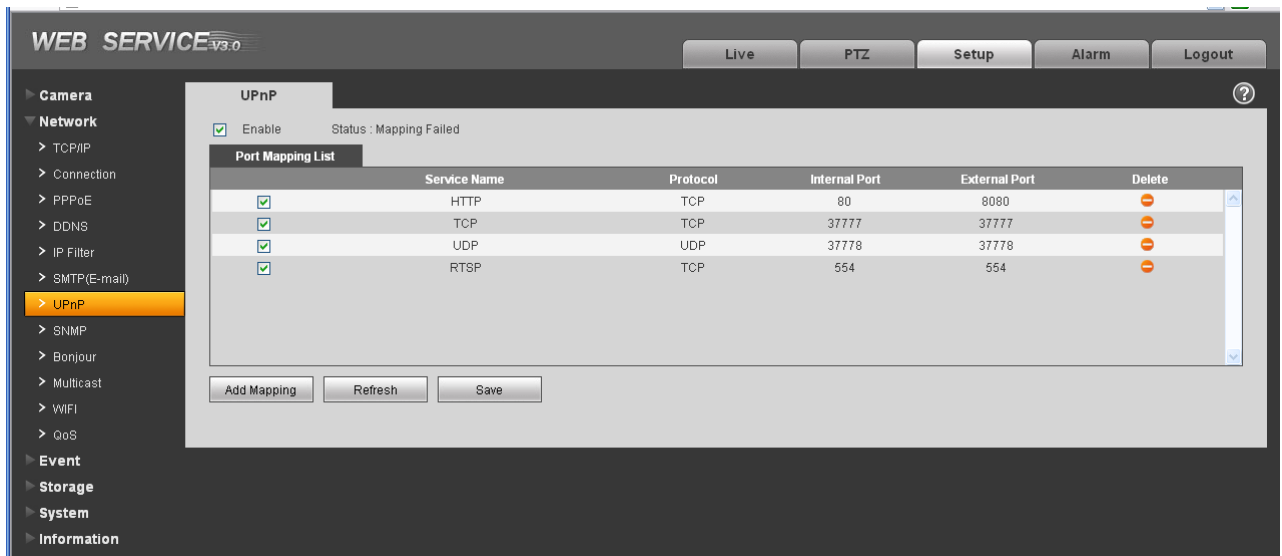 WEB SERVICE V3.0
Live PTZ Setup Alarm Logout
Camera
Network
TCP/IP
Connection
PPPoE
DDNS
IP Filter
SMTP(E-mail)
UPnP
SNMP
Bonjour
Multicast
WIFI
QoS
Event
Storage
System
Information
UPnP ?
Enable Status : Mapping Failed
Port Mapping List
Service Name Protocol Internal Port External Port Delete
HTTP TCP 80 8080
TCP TCP 37777 37777
UDP UDP 37778 37778
RTSP TCP 554 554
Add Mapping Refresh Save